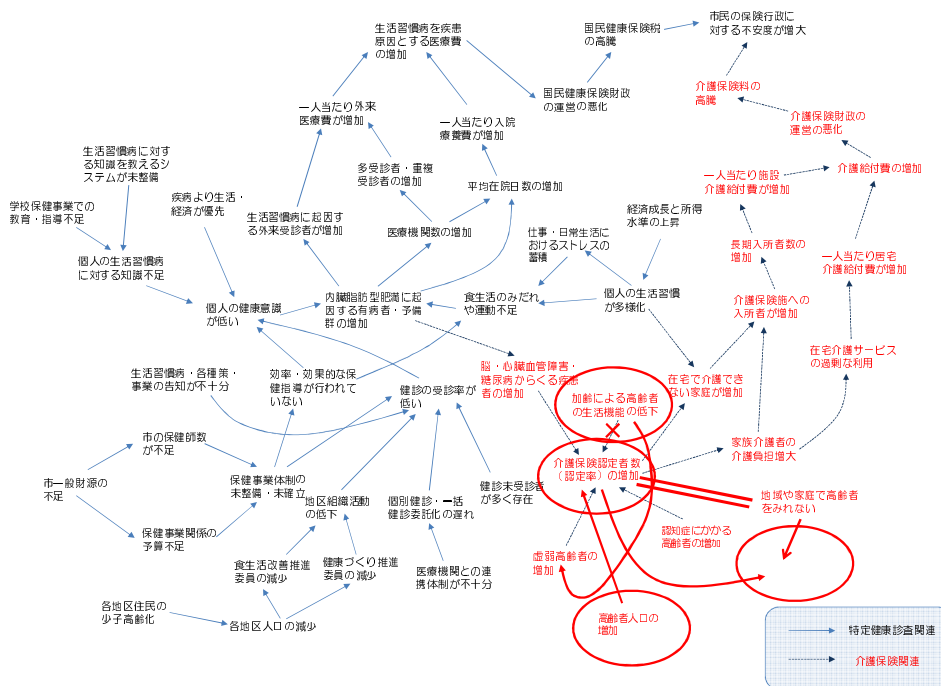 生活習慣病を疾患
原因とする医療費
の増加
国民健康保険税
の高騰
市民の保険行政に
対する不安度が増大
介護保険料の
高騰
国民健康保険財政
の運営の悪化
一人当たり外来
医療費が増加
一人当たり入院
療養費が増加
介護保険財政の
運営の悪化
生活習慣病に対す
る知識を教えるシ
ステムが未整備
多受診者・重複
受診者の増加
平均在院日数の増加
一人当たり施設
介護給付費が増加
介護給付費の増加
疾病より生活・
経済が優先
学校保健事業での
教育・指導不足
生活習慣病に起因す
る外来受診者が増加
医療機関数の増加
仕事・日常生活に
おけるストレスの
蓄積
経済成長と所得
水準の上昇
長期入所者数の
増加
一人当たり居宅
介護給付費が増加
個人の生活習慣病
に対する知識不足
個人の健康意識
が低い
内臓脂肪型肥満に起
因する有病者・予備
群の増加
食生活のみだれ
や運動不足
個人の生活習慣
が多様化
介護保険施への
入所者が増加
在宅介護サービス
の過剰な利用
生活習慣病・各種策・
事業の告知が不十分
効率・効果的な保
健指導が行われて
いない
健診の受診率が
低い
脳・心臓血管障害・
糖尿病からくる疾患
者の増加
在宅で介護でき
ない家庭が増加
加齢による高齢者
の生活機能の低下
市の保健師数
が不足
家族介護者の
介護負担増大
市一般財源の
不足
保健事業体制の
未整備・未確立
介護保険認定者数
（認定率）の増加
地区組織活動
の低下
個別健診・一括
健診委託化の遅れ
健診未受診者
が多く存在
地域や家庭で高齢者
をみれない
保健事業関係の
予算不足
認知症にかかる
高齢者の増加
虚弱高齢者の
増加
食生活改善推進
委員の減少
健康づくり推進
委員の減少
医療機関との連
携体制が不十分
各地区住民の
少子高齢化
各地区人口の減少
高齢者人口の
増加
特定健康診査関連
介護保険関連